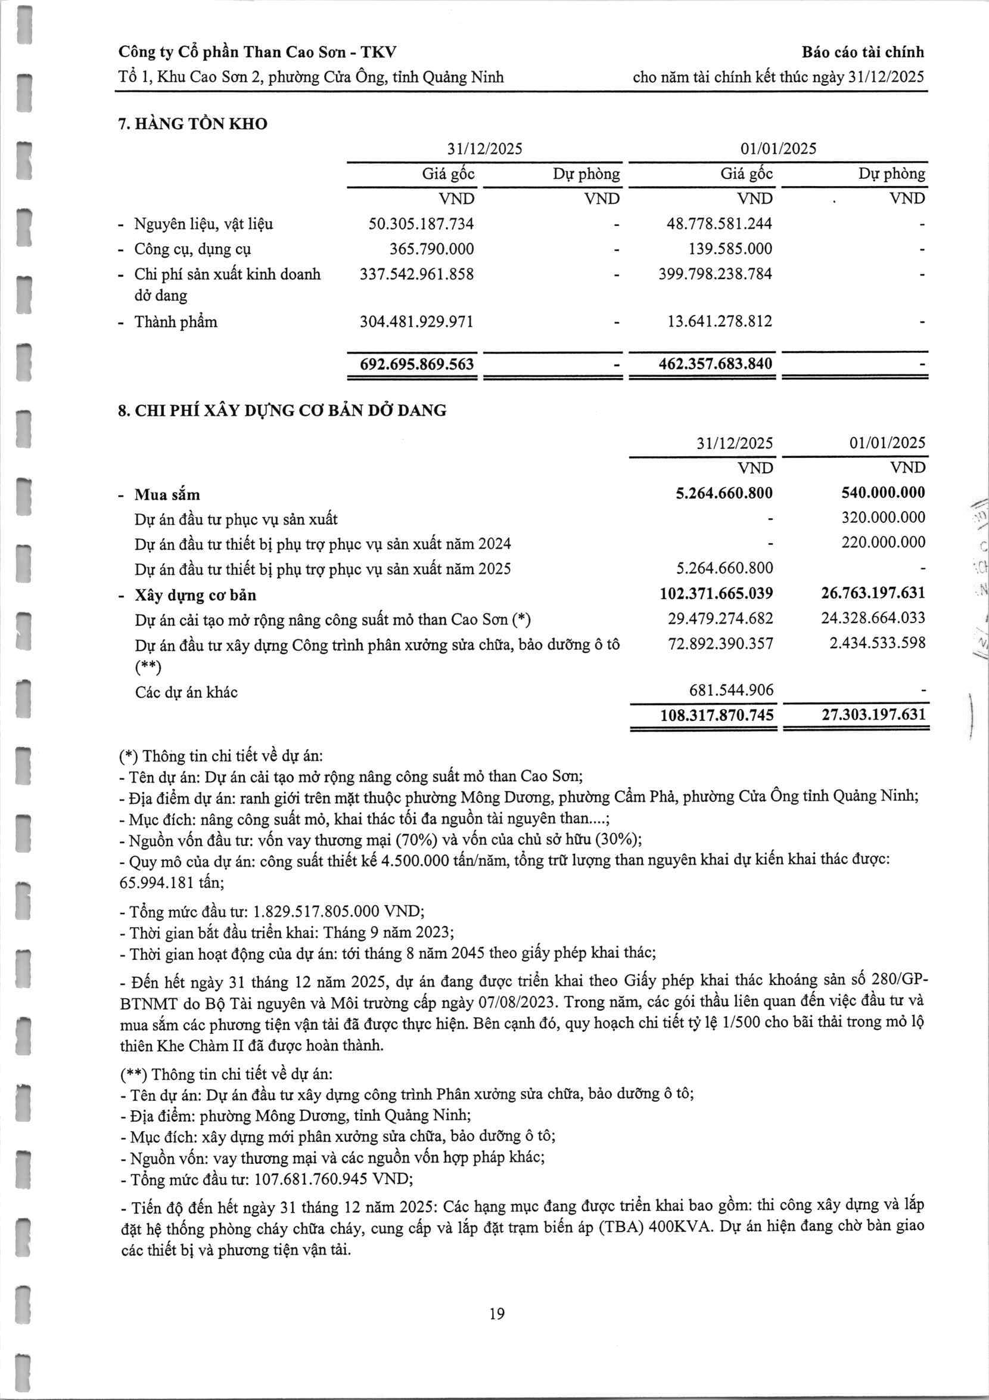 Công ty Cổ phần Than Cao Sơn - TKV
Báo cáo tài chính
Tổ 1, Khu Cao Sơn 2, phường Cửa Ông, tỉnh Quảng Ninh
cho năm tài chính kết thúc ngày 31/12/2025
7. HÀNG TỒN KHO
31/12/2025 01/01/2025
Giá gốc Dự phòng Giá gốc Dự phòng
VND VND VND VND
- Nguyên liệu, vật liệu 50.305.187.734 - 48.778.581.244 -
- Công cụ, dụng cụ 365.790.000 - 139.585.000 -
- Chi phí sản xuất kinh doanh 337.542.961.858 - 399.798.238.784 -
dở dang
- Thành phẩm 304.481.929.971 - 13.641.278.812 -
692.695.869.563 - 462.357.683.840 -
8. CHI PHÍ XÂY DỰNG CƠ BẢN DỞ DANG
31/12/2025 01/01/2025
VND VND
- Mua sắm 5.264.660.800 540.000.000
Dự án đầu tư phục vụ sản xuất - 320.000.000
Dự án đầu tư thiết bị phụ trợ phục vụ sản xuất năm 2024 - 220.000.000
Dự án đầu tư thiết bị phụ trợ phục vụ sản xuất năm 2025 5.264.660.800 -
- Xây dựng cơ bản 102.371.665.039 26.763.197.631
Dự án cải tạo mở rộng nâng công suất mỏ than Cao Sơn (*) 29.479.274.682 24.328.664.033
Dự án đầu tư xây dựng Công trình phân xưởng sửa chữa, bảo dưỡng ô tô 72.892.390.357 2.434.533.598
(**)
Các dự án khác 681.544.906 -
108.317.870.745 27.303.197.631
(*) Thông tin chi tiết về dự án:
- Tên dự án: Dự án cải tạo mở rộng nâng công suất mỏ than Cao Sơn;
- Địa điểm dự án: ranh giới trên mặt thuộc phường Mông Dương, phường Cẩm Phả, phường Cửa Ông tỉnh Quảng Ninh;
- Mục đích: nâng công suất mỏ, khai thác tối đa nguồn tài nguyên than....;
- Nguồn vốn đầu tư: vốn vay thương mại (70%) và vốn của chủ sở hữu (30%);
- Quy mô của dự án: công suất thiết kế 4.500.000 tấn/năm, tổng trữ lượng than nguyên khai dự kiến khai thác được:
65.994.181 tấn;
- Tổng mức đầu tư: 1.829.517.805.000 VND;
- Thời gian bắt đầu triển khai: Tháng 9 năm 2023;
- Thời gian hoạt động của dự án: tới tháng 8 năm 2045 theo giấy phép khai thác;
- Đến hết ngày 31 tháng 12 năm 2025, dự án đang được triển khai theo Giấy phép khai thác khoáng sản số 280/GP-
BTNMT do Bộ Tài nguyên và Môi trường cấp ngày 07/08/2023. Trong năm, các gói thầu liên quan đến việc đầu tư và
mua sắm các phương tiện vận tải đã được thực hiện. Bên cạnh đó, quy hoạch chi tiết tỷ lệ 1/500 cho bãi thải trong mỏ lộ
thiên Khe Chàm II đã được hoàn thành.
(**) Thông tin chi tiết về dự án:
- Tên dự án: Dự án đầu tư xây dựng công trình Phân xưởng sửa chữa, bảo dưỡng ô tô;
- Địa điểm: phường Mông Dương, tỉnh Quảng Ninh;
- Mục đích: xây dựng mới phân xưởng sửa chữa, bảo dưỡng ô tô;
- Nguồn vốn: vay thương mại và các nguồn vốn hợp pháp khác;
- Tổng mức đầu tư: 107.681.760.945 VND;
- Tiến độ đến hết ngày 31 tháng 12 năm 2025: Các hạng mục đang được triển khai bao gồm: thi công xây dựng và lắp
đặt hệ thống phòng cháy chữa cháy, cung cấp và lắp đặt trạm biến áp (TBA) 400KVA. Dự án hiện đang chờ bàn giao
các thiết bị và phương tiện vận tải.
19